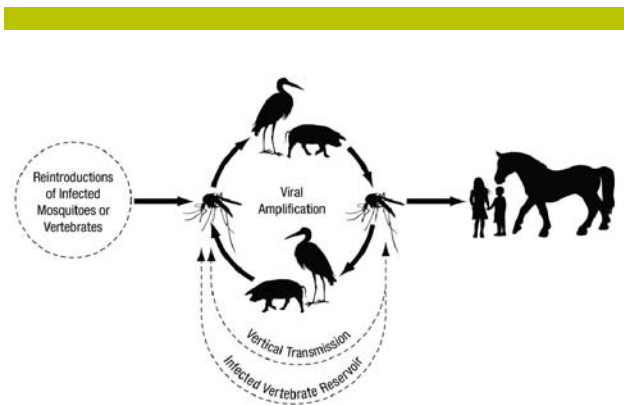 Reintroductions
of Infected
Mosquitoes or
Vertebrates
Viral
Amplification
Vertical Transmission
Infected Vertebrate Reservoir